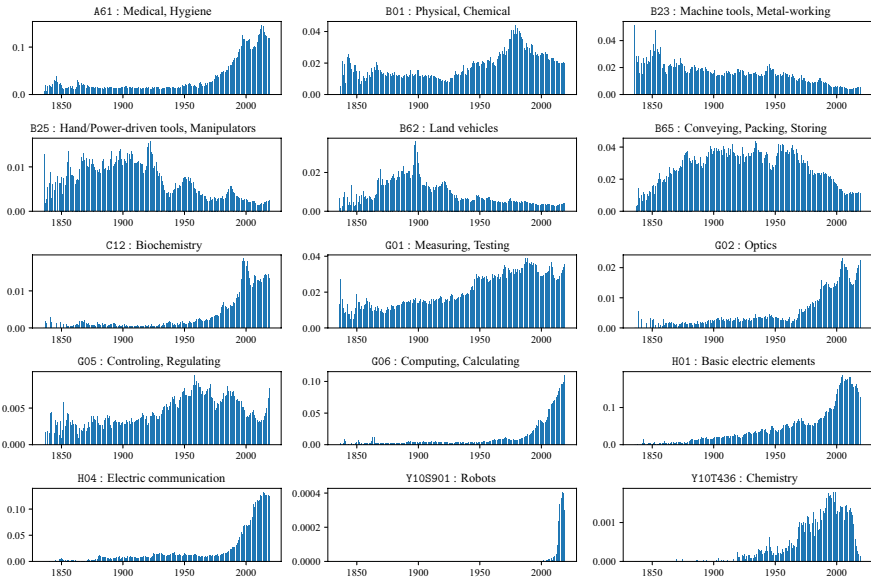 A61 : Medical, Hygiene
0.1
0.0
1850 1900 1950 2000
B01 : Physical, Chemical
0.04
0.02
0.00
1850 1900 1950 2000
B23 : Machine tools, Metal-working
0.04
0.02
0.00
1850 1900 1950 2000
B25 : Hand/Power-driven tools, Manipulators
0.01
0.00
1850 1900 1950 2000
B62 : Land vehicles
0.02
0.00
1850 1900 1950 2000
B65 : Conveying, Packing, Storing
0.04
0.02
0.00
1850 1900 1950 2000
C12 : Biochemistry
0.01
0.00
1850 1900 1950 2000
G01 : Measuring, Testing
0.04
0.02
0.00
1850 1900 1950 2000
G02 : Optics
0.02
0.01
0.00
1850 1900 1950 2000
G05 : Controling, Regulating
0.005
0.000
1850 1900 1950 2000
G06 : Computing, Calculating
0.10
0.05
0.00
1850 1900 1950 2000
H01 : Basic electric elements
0.1
0.0
1850 1900 1950 2000
H04 : Electric communication
0.10
0.05
0.00
1850 1900 1950 2000
Y10S901 : Robots
0.0004
0.0002
0.0000
1850 1900 1950 2000
Y10T436 : Chemistry
0.001
0.000
1850 1900 1950 2000